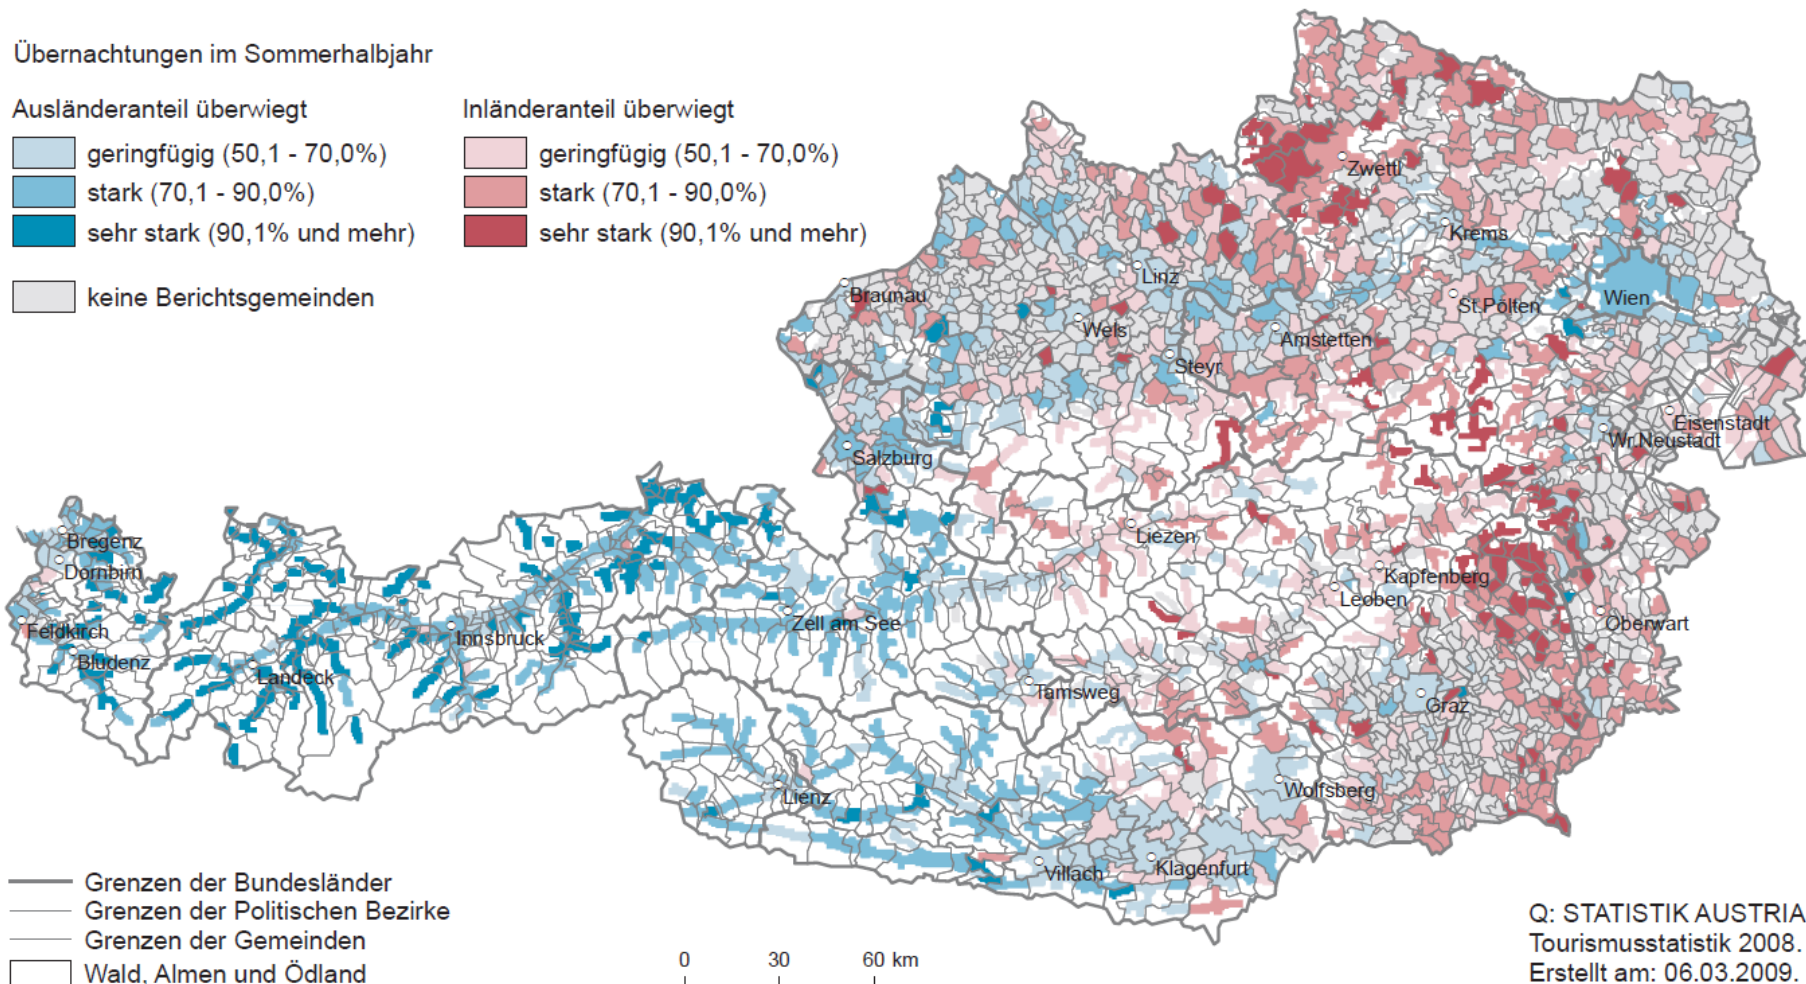 Übernachtungen im Sommerhalbjahr
Ausländeranteil überwiegt
geringfügig (50,1 - 70,0%)
stark (70,1 - 90,0%)
sehr stark (90,1% und mehr)
keine Berichtsgemeinden
Inländeranteil überwiegt
geringfügig (50,1 - 70,0%)
stark (70,1 - 90,0%)
sehr stark (90,1% und mehr)
Zwettl
Krems
Linz
Braunau
Wien
St.Pölten
Wels
Amstetten
Steyr
Eisenstadt
Wr.Neustadt
Salzburg
Liezen
Bregenz
Dornbirn
Kapfenberg
Leoben
Zell am See
Oberwart
Feldkirch
Innsbruck
Bludenz
Landeck
Tamsweg
Graz
Lienz
Wolfsberg
Villach
Klagenfurt
Grenzen der Bundesländer
Grenzen der Politischen Bezirke
Grenzen der Gemeinden
Wald, Almen und Ödland
0 30 60 km
Q: STATISTIK AUSTRIA
Tourismusstatistik 2008.
Erstellt am: 06.03.2009.